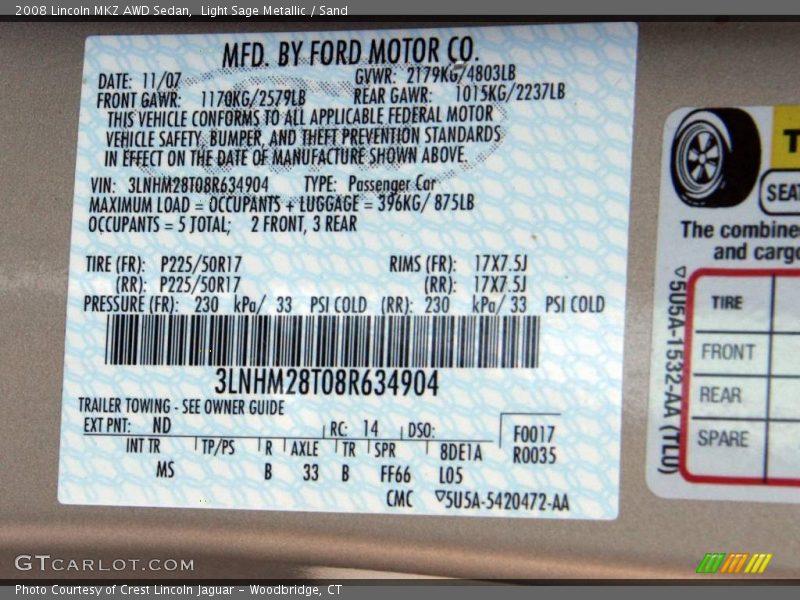 2008 Lincoln MKZ AWD Sedan, Light Sage Metallic / Sand
MFD. BY FORD MOTOR CO.
DATE: 11/07 GVWR: 2179KG/4803LB
FRONT GAWR: 1170KG/2579LB REAR GAWR: 1015KG/2237LB
THIS VEHICLE CONFORMS TO ALL APPLICABLE FEDERAL MOTOR
VEHICLE SAFETY, BUMPER, AND THEFT PREVENTION STANDARDS
IN EFFECT ON THE DATE OF MANUFACTURE SHOWN ABOVE.
VIN: 3LNHM28T08R634904 TYPE: Passenger Car
MAXIMUM LOAD = OCCUPANTS + LUGGAGE = 396KG/ 875LB
OCCUPANTS = 5 TOTAL; 2 FRONT, 3 REAR
TIRE (FR): P225/50R17 RIMS (FR): 17X7.5J
(RR): P225/50R17 (RR): 17X7.5J
PRESSURE (FR): 230 kPa/ 33 PSI COLD (RR): 230 kPa/ 33 PSI COLD
3LNHM28T08R634904
TRAILER TOWING - SEE OWNER GUIDE
EXT PNT: ND RC: 14 DSO: F0017
INT TR TP/PS R AXLE TR SPR 8DE1A R0035
MS B 33 B FF66 L05
CMC ▽5U5A-5420472-AA
T
SEAT
The combine
and cargo
▽5U5A-1532-AA (TL0)
TIRE
FRONT
REAR
SPARE
GTCARLOT.COM
Photo Courtesy of Crest Lincoln Jaguar – Woodbridge, CT